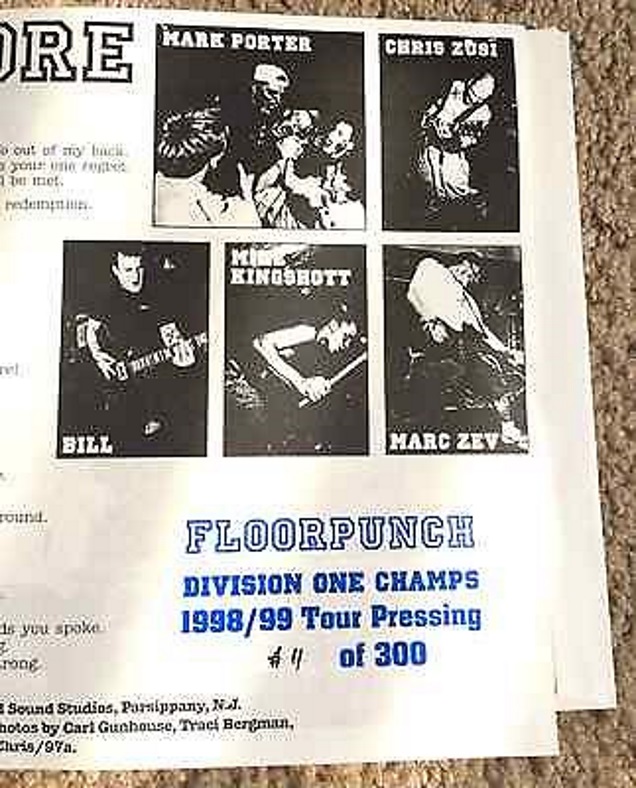 ORE
MARK PORTER
CHRIS ZUSI
out of my back.
your one regret.
be met.
redemption.
BILL
MIKE
KINGSHOTT
MARC ZEV
round.
ds you spoke.
rong.
FLOORPUNCH
DIVISION ONE CHAMPS
1998/99 Tour Pressing
of 300
Sound Studios, Parsippany, N.J.
hotos by Carl Gunhouse, Traci Bergman,
Chris/97a.